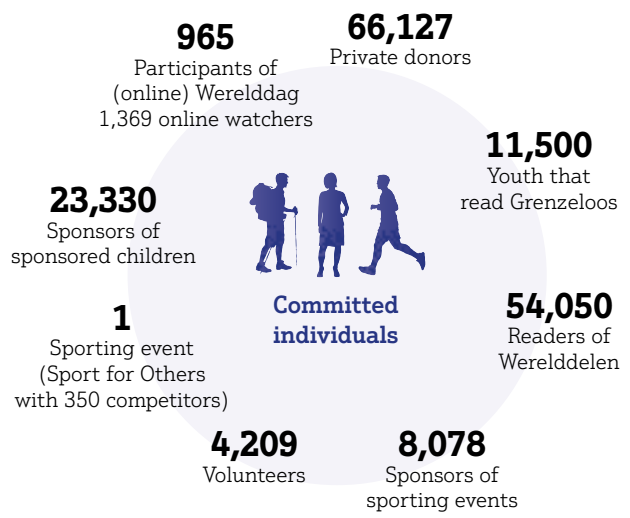 66,127
Private donors
11,500
Youth that
read Grenzeloos
54,050
Readers of
Werelddelen
8,078
Sponsors of
sporting events
4,209
Volunteers
1
Sporting event
(Sport for Others
with 350 competitors)
23,330
Sponsors of
sponsored children
965
Participants of
(online) Werelddag
1,369 online watchers
Committed
individuals